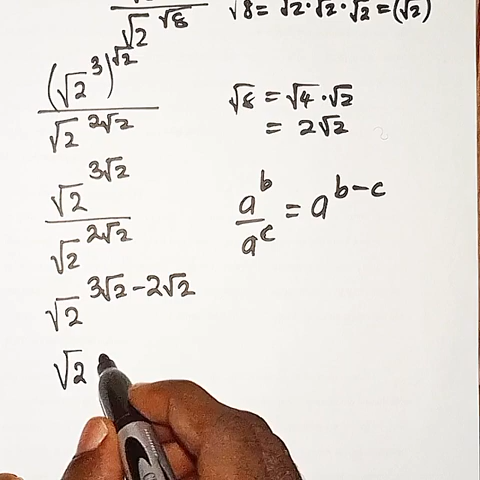 √2^√8
√8 = √2·√2·√2 = (√2)
(√2^3)^√2
√2^2√2
√8 = √4·√2
= 2√2
√2^3√2
√2^2√2
a^b
a^c
= a^b-c
√2^3√2-2√2
√2